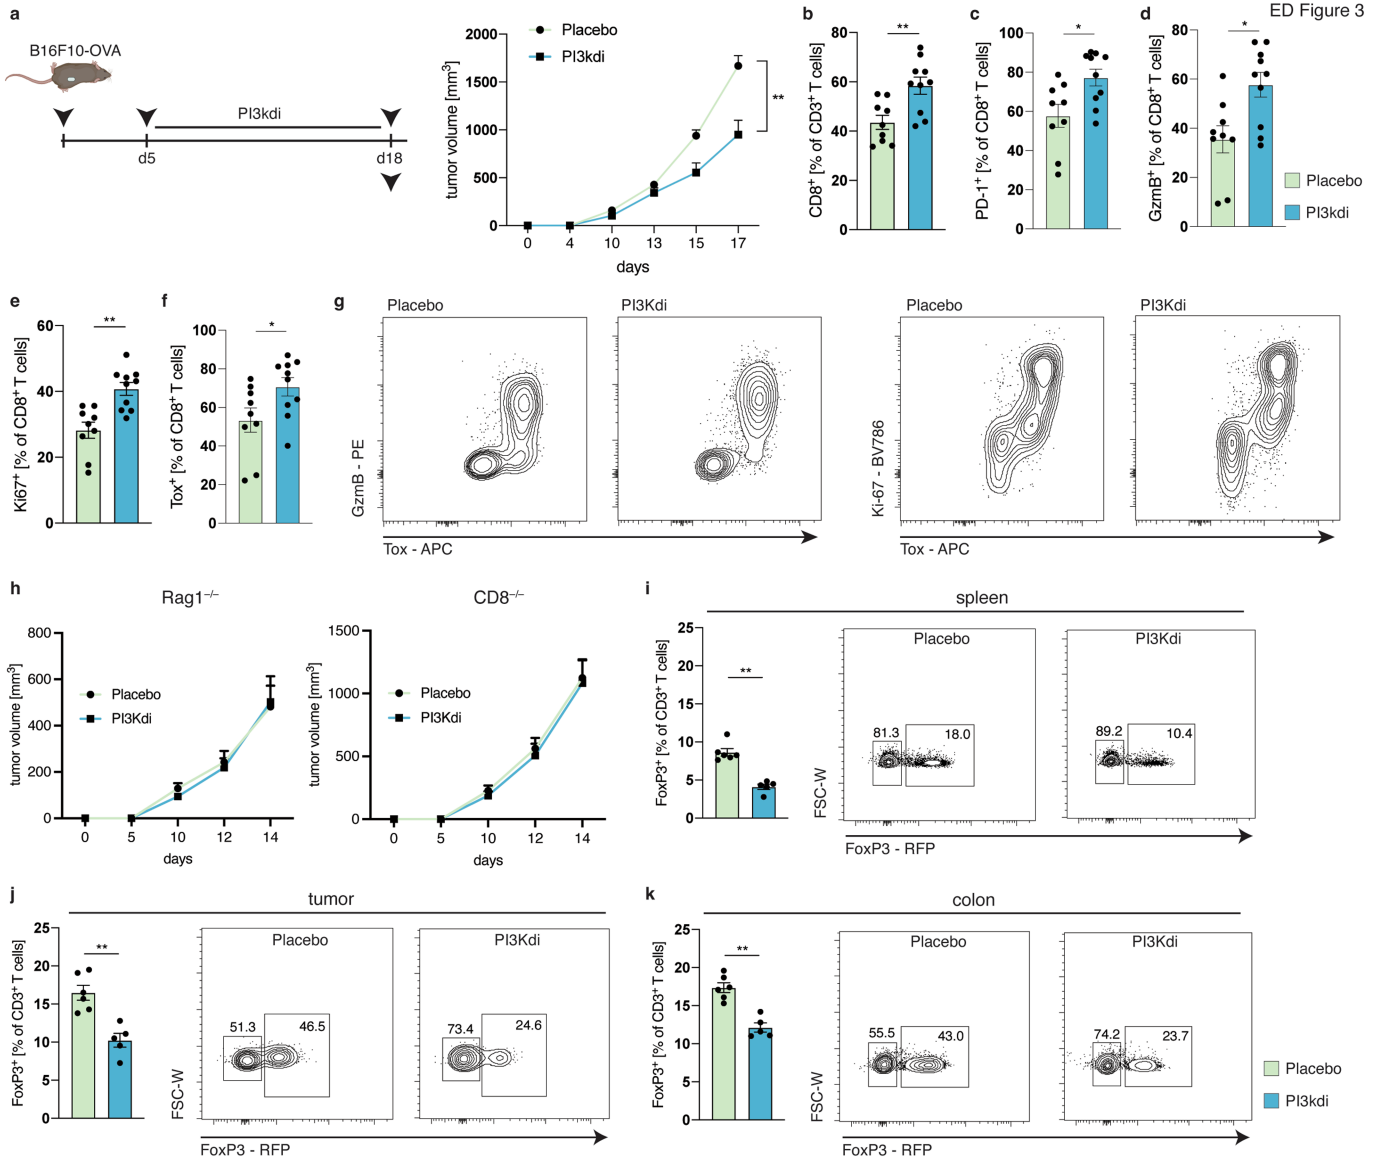 ED Figure 3
a
B16F10-OVA
PI3kdi
d5
d18
tumor volume [mm³]
2000
1500
1000
500
0
Placebo
PI3kdi
**
0 4 10 13 15 17
days
b
CD8⁺ [% of CD3⁺ T cells]
80
60
40
20
0
**
c
PD-1⁺ [% of CD8⁺ T cells]
100
80
60
40
20
0
*
d
GzmB⁺ [% of CD8⁺ T cells]
80
60
40
20
0
*
Placebo
PI3kdi
e
Ki67⁺ [% of CD8⁺ T cells]
60
40
20
0
**
f
Tox⁺ [% of CD8⁺ T cells]
100
80
60
40
20
0
*
g
Placebo
PI3Kdi
GzmB - PE
Tox - APC
Placebo
PI3Kdi
Ki-67 - BV786
Tox - APC
h
Rag1⁻/⁻
tumor volume [mm³]
800
600
400
200
0
Placebo
PI3Kdi
0 5 10 12 14
days
CD8⁻/⁻
tumor volume [mm³]
1500
1000
500
0
Placebo
PI3Kdi
0 5 10 12 14
days
i
spleen
FoxP3⁺ [% of CD3⁺ T cells]
25
20
15
10
5
0
**
Placebo
81.3
18.0
PI3Kdi
89.2
10.4
FSC-W
FoxP3 - RFP
j
tumor
FoxP3⁺ [% of CD3⁺ T cells]
25
20
15
10
5
0
**
Placebo
51.3
46.5
PI3Kdi
73.4
24.6
FSC-W
FoxP3 - RFP
k
colon
FoxP3⁺ [% of CD3⁺ T cells]
25
20
15
10
5
0
**
Placebo
55.5
43.0
PI3Kdi
74.2
23.7
FSC-W
FoxP3 - RFP
Placebo
PI3kdi